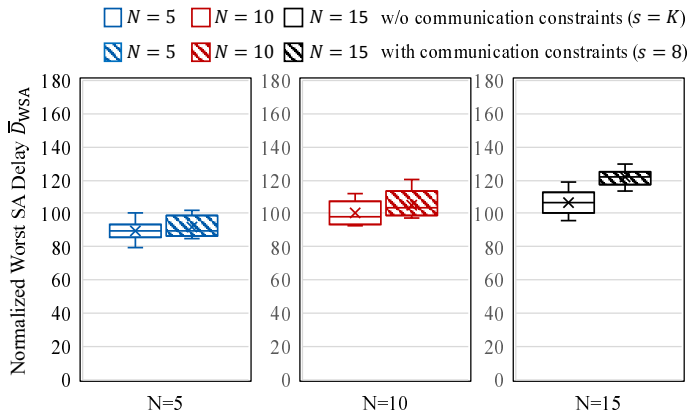 N = 5 N = 10 N = 15 w/o communication constraints (s = K)
N = 5 N = 10 N = 15 with communication constraints (s = 8)
Normalized Worst SA Delay D̅WSA
180 180 180
160 160 160
140 140 140
120 120 120
100 100 100
80 80 80
60 60 60
40 40 40
20 20 20
0 0 0
N=5 N=10 N=15